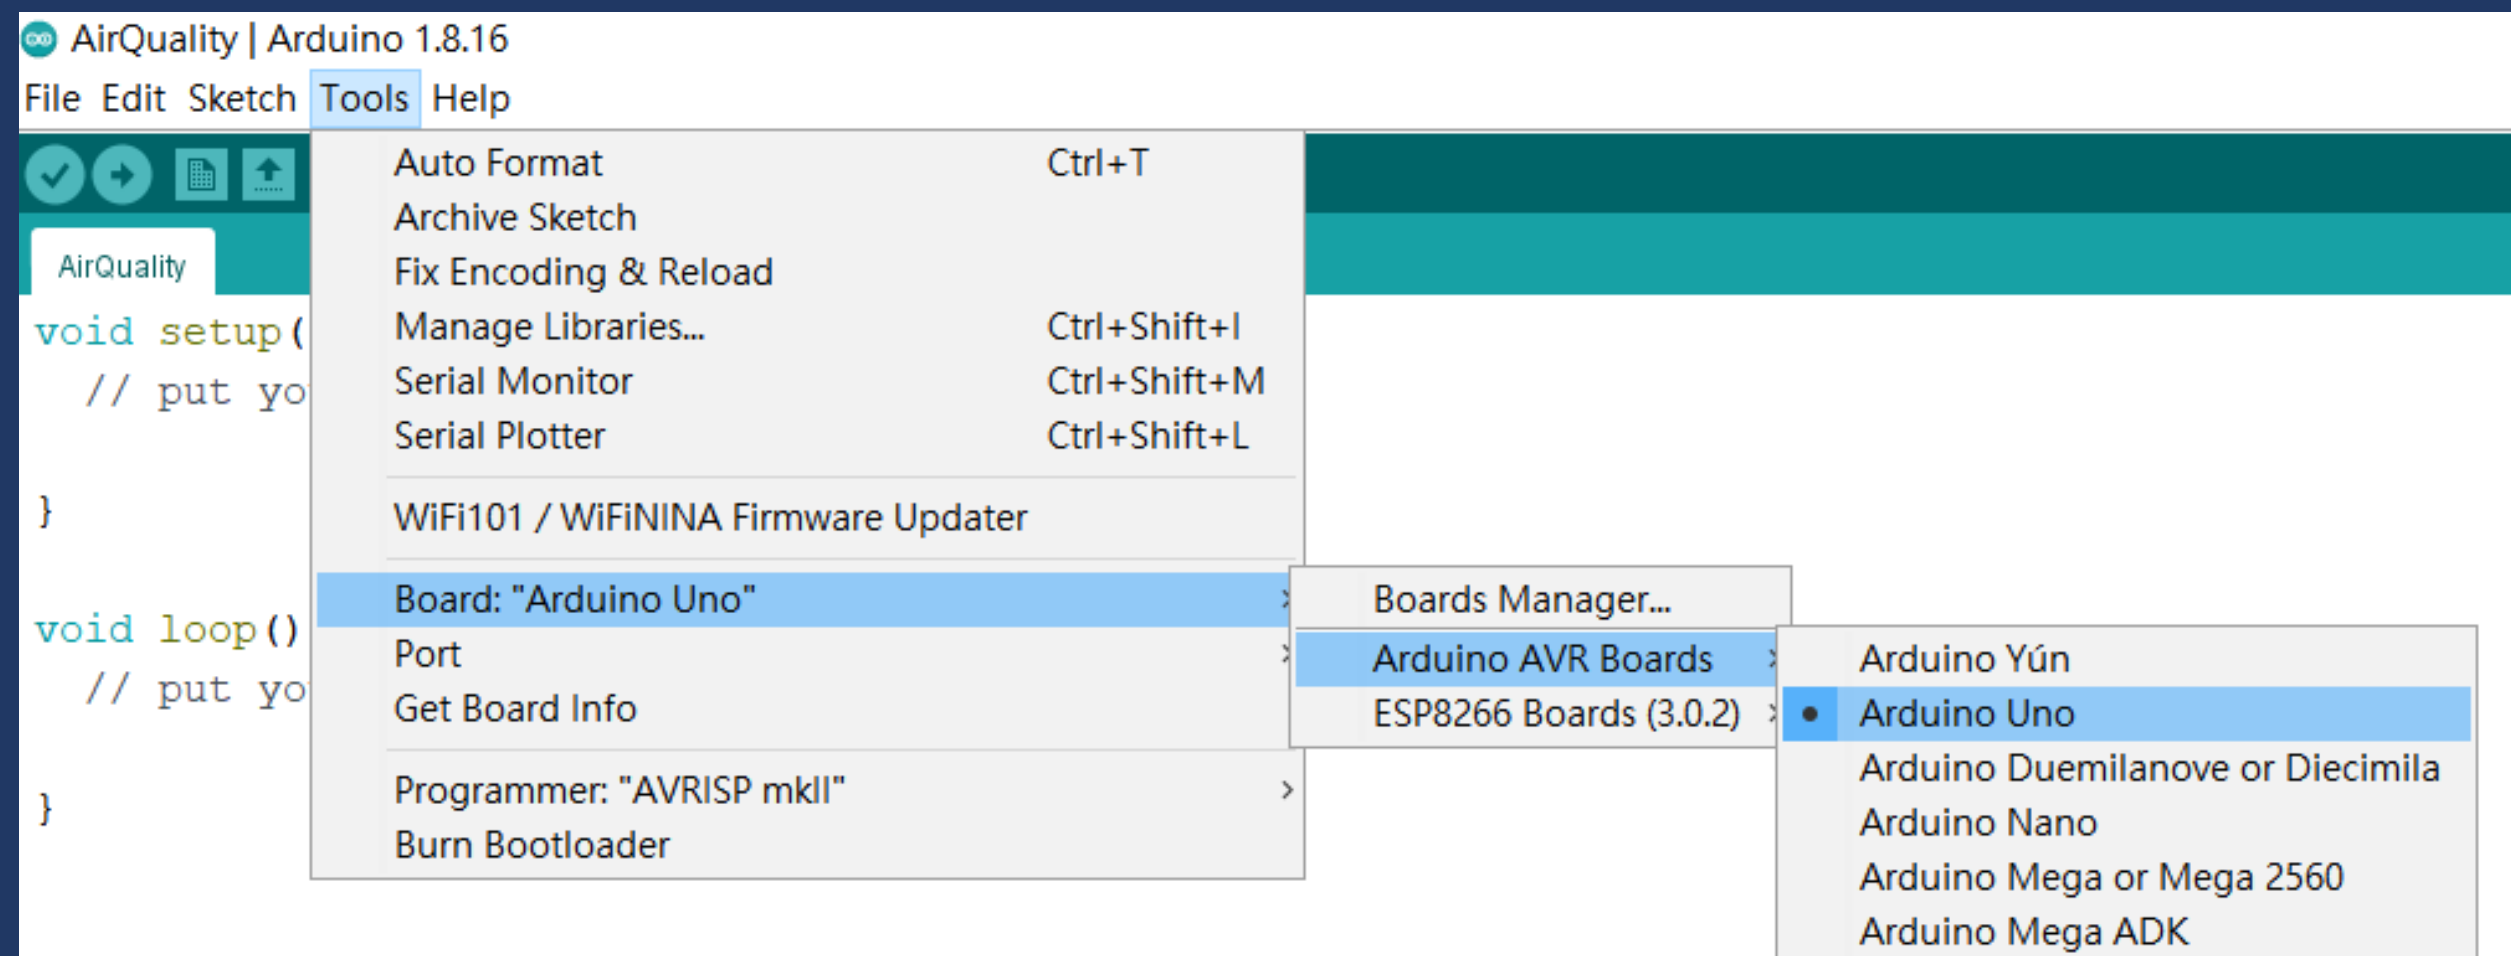 AirQuality | Arduino 1.8.16
File Edit Sketch Tools Help
AirQuality
void setup(
// put yo
}
void loop()
// put yo
}
Auto Format Ctrl+T
Archive Sketch
Fix Encoding & Reload
Manage Libraries... Ctrl+Shift+I
Serial Monitor Ctrl+Shift+M
Serial Plotter Ctrl+Shift+L
WiFi101 / WiFiNINA Firmware Updater
Board: "Arduino Uno"
Port
Get Board Info
Programmer: "AVRISP mkII"
Burn Bootloader
Boards Manager...
Arduino AVR Boards
ESP8266 Boards (3.0.2)
Arduino Yún
Arduino Uno
Arduino Duemilanove or Diecimila
Arduino Nano
Arduino Mega or Mega 2560
Arduino Mega ADK